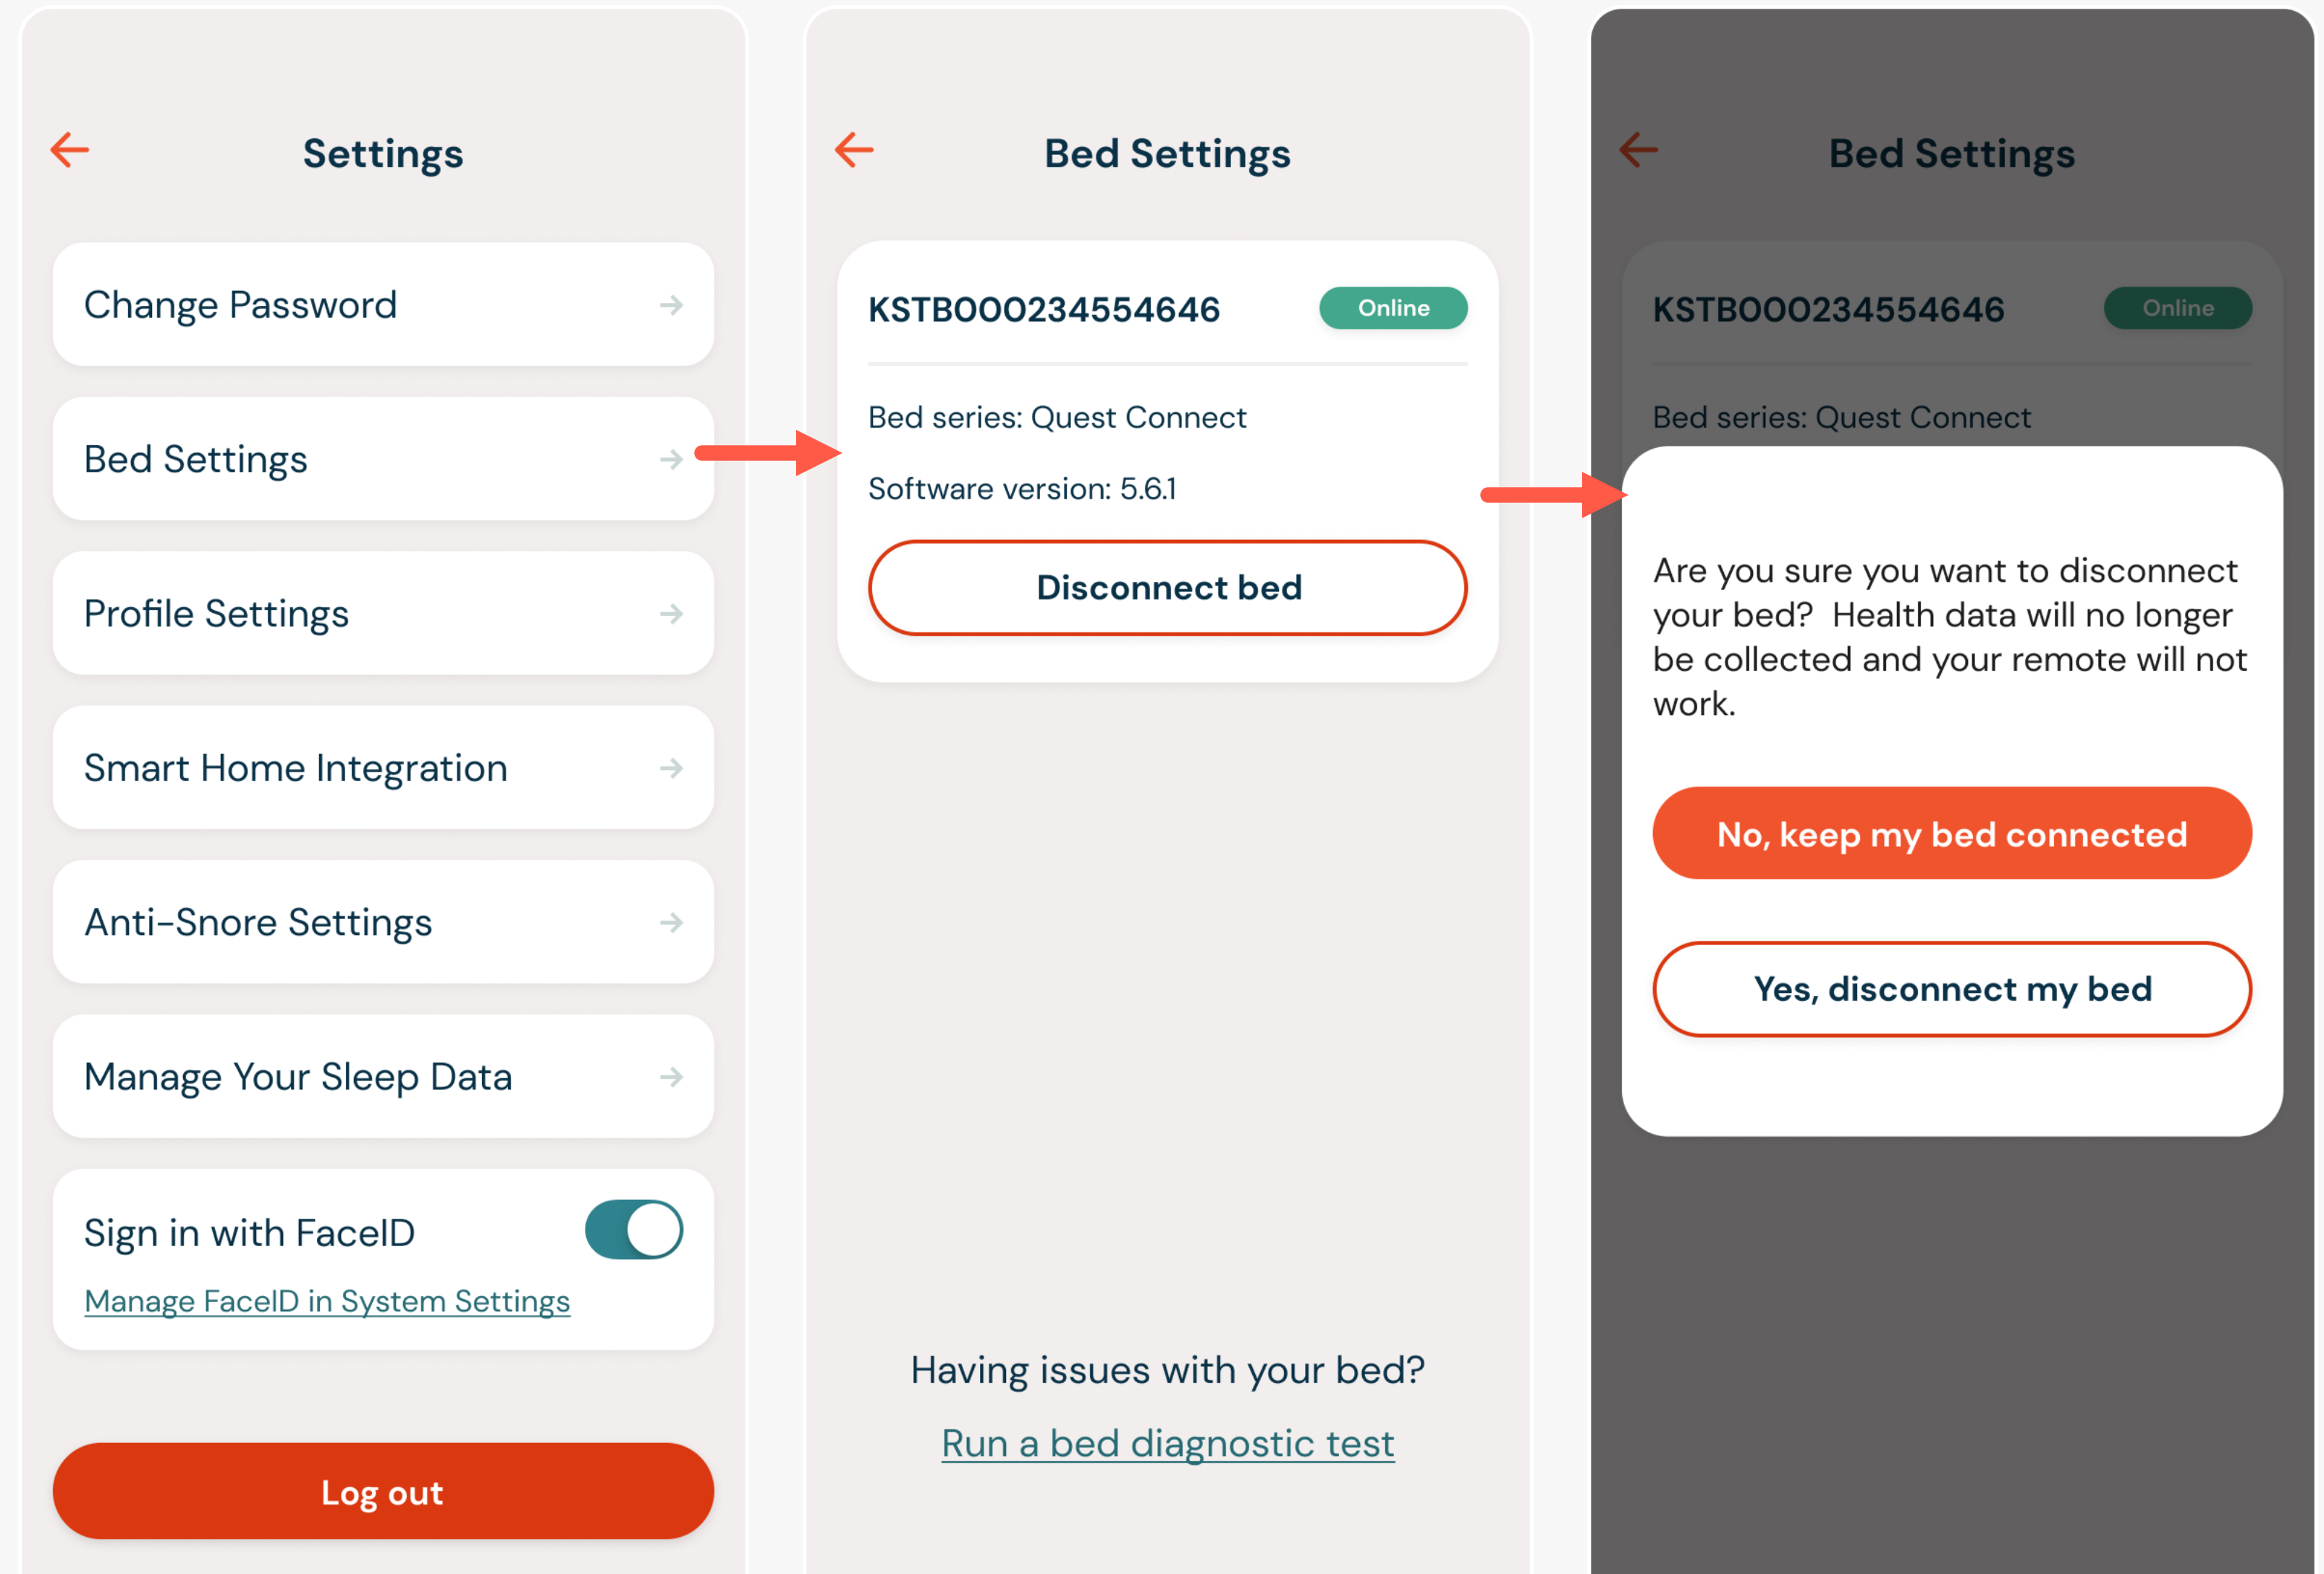 Settings
Change Password
Bed Settings
Profile Settings
Smart Home Integration
Anti-Snore Settings
Manage Your Sleep Data
Sign in with FaceID
Manage FaceID in System Settings
Log out
Bed Settings
KSTB000234554646
Online
Bed series: Quest Connect
Software version: 5.6.1
Disconnect bed
Having issues with your bed?
Run a bed diagnostic test
Bed Settings
KSTB000234554646
Online
Bed series: Quest Connect
Are you sure you want to disconnect
your bed?  Health data will no longer
be collected and your remote will not
work.
No, keep my bed connected
Yes, disconnect my bed